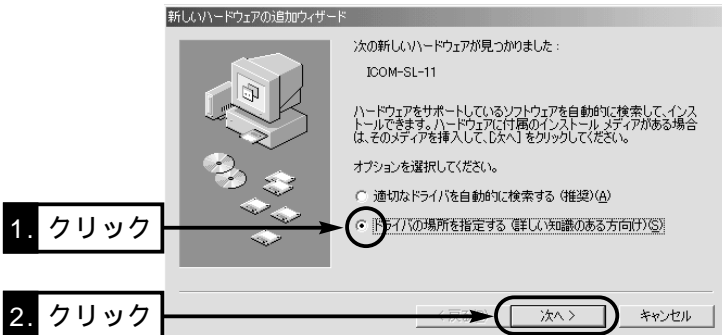 新しいハードウェアの追加ウィザード
次の新しいハードウェアが見つかりました：
ICOM-SL-11
ハードウェアをサポートしているソフトウェアを自動的に検索して、インス
トールできます。ハードウェアに付属のインストール メディアがある場合
は、そのメディアを挿入して、[次へ] をクリックしてください。
オプションを選択してください。
適切なドライバを自動的に検索する (推奨)(A)
1. クリック
ドライバの場所を指定する (詳しい知識のある方向け)(S)
2. クリック
< 戻る
次へ >
キャンセル